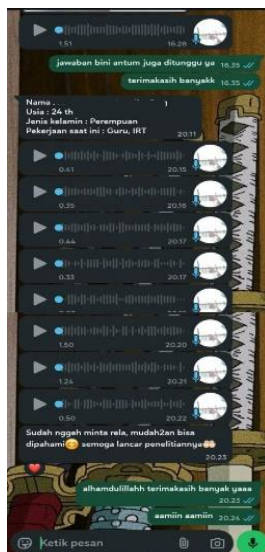 1.51 16.28
jawaban bini antum juga ditunggu ya 16.35
terimakasih banyakk 16.35
Nama : . . .
Usia : 24 th
Jenis kelamin : Perempuan
Pekerjaan saat ini : Guru, IRT
20.11
0.41 20.15
0.35 20.16
0.44 20.17
0.33 20.17
1.50 20.20
1.24 20.21
0.50 20.22
Sudah nggeh minta rela, mudah2an bisa
dipahami😊 semoga lancar penelitiannya🤲
20.23
❤️
alhamdulillahh terimakasih banyak yaaa
20.23
aamiin aamiin 20.24
Ketik pesan